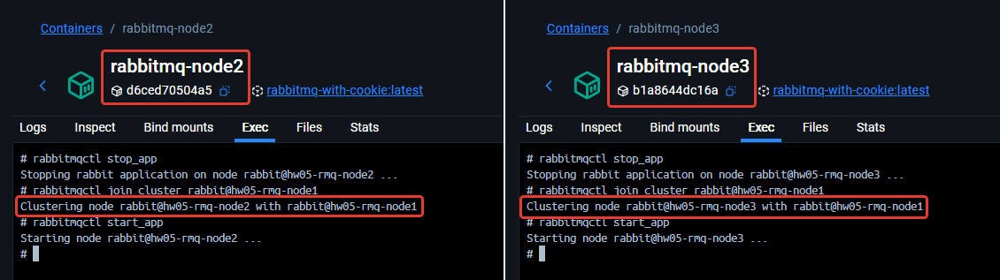 Containers / rabbitmq-node2
rabbitmq-node2
d6ced70504a5 rabbitmq-with-cookie:latest
Logs Inspect Bind mounts Exec Files Stats
# rabbitmqctl stop_app
Stopping rabbit application on node rabbit@hw05-rmq-node2 ...
# rabbitmqctl join_cluster rabbit@hw05-rmq-node1
Clustering node rabbit@hw05-rmq-node2 with rabbit@hw05-rmq-node1
# rabbitmqctl start_app
Starting node rabbit@hw05-rmq-node2 ...
#
Containers / rabbitmq-node3
rabbitmq-node3
b1a8644dc16a rabbitmq-with-cookie:latest
Logs Inspect Bind mounts Exec Files Stats
# rabbitmqctl stop_app
Stopping rabbit application on node rabbit@hw05-rmq-node3 ...
# rabbitmqctl join_cluster rabbit@hw05-rmq-node1
Clustering node rabbit@hw05-rmq-node3 with rabbit@hw05-rmq-node1
# rabbitmqctl start_app
Starting node rabbit@hw05-rmq-node3 ...
#